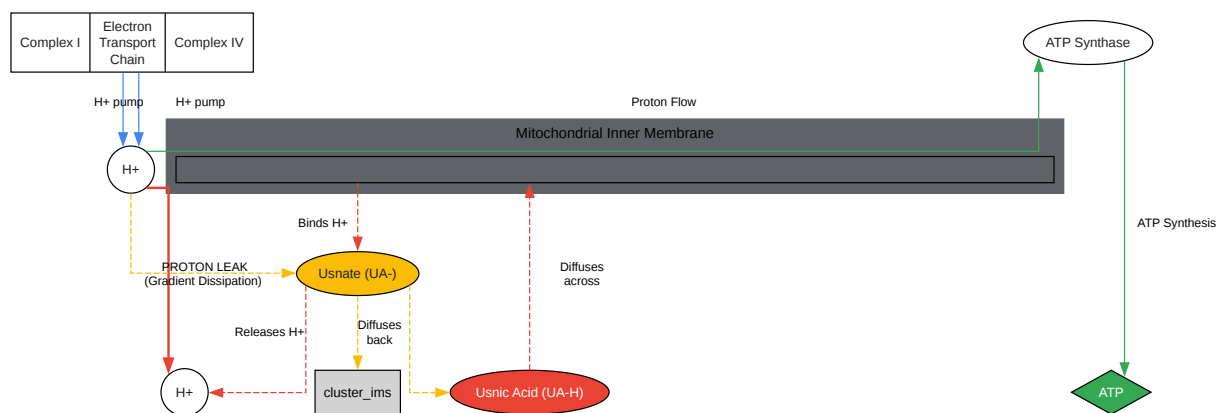 Complex I
Electron
Transport
Chain
Complex IV
ATP Synthase
H+ pump
H+ pump
Proton Flow
Mitochondrial Inner Membrane
H+
Binds H+
ATP Synthesis
PROTON LEAK
(Gradient Dissipation)
Usnate (UA-)
Diffuses
across
Releases H+
Diffuses
back
H+
cluster_ims
Usnic Acid (UA-H)
ATP